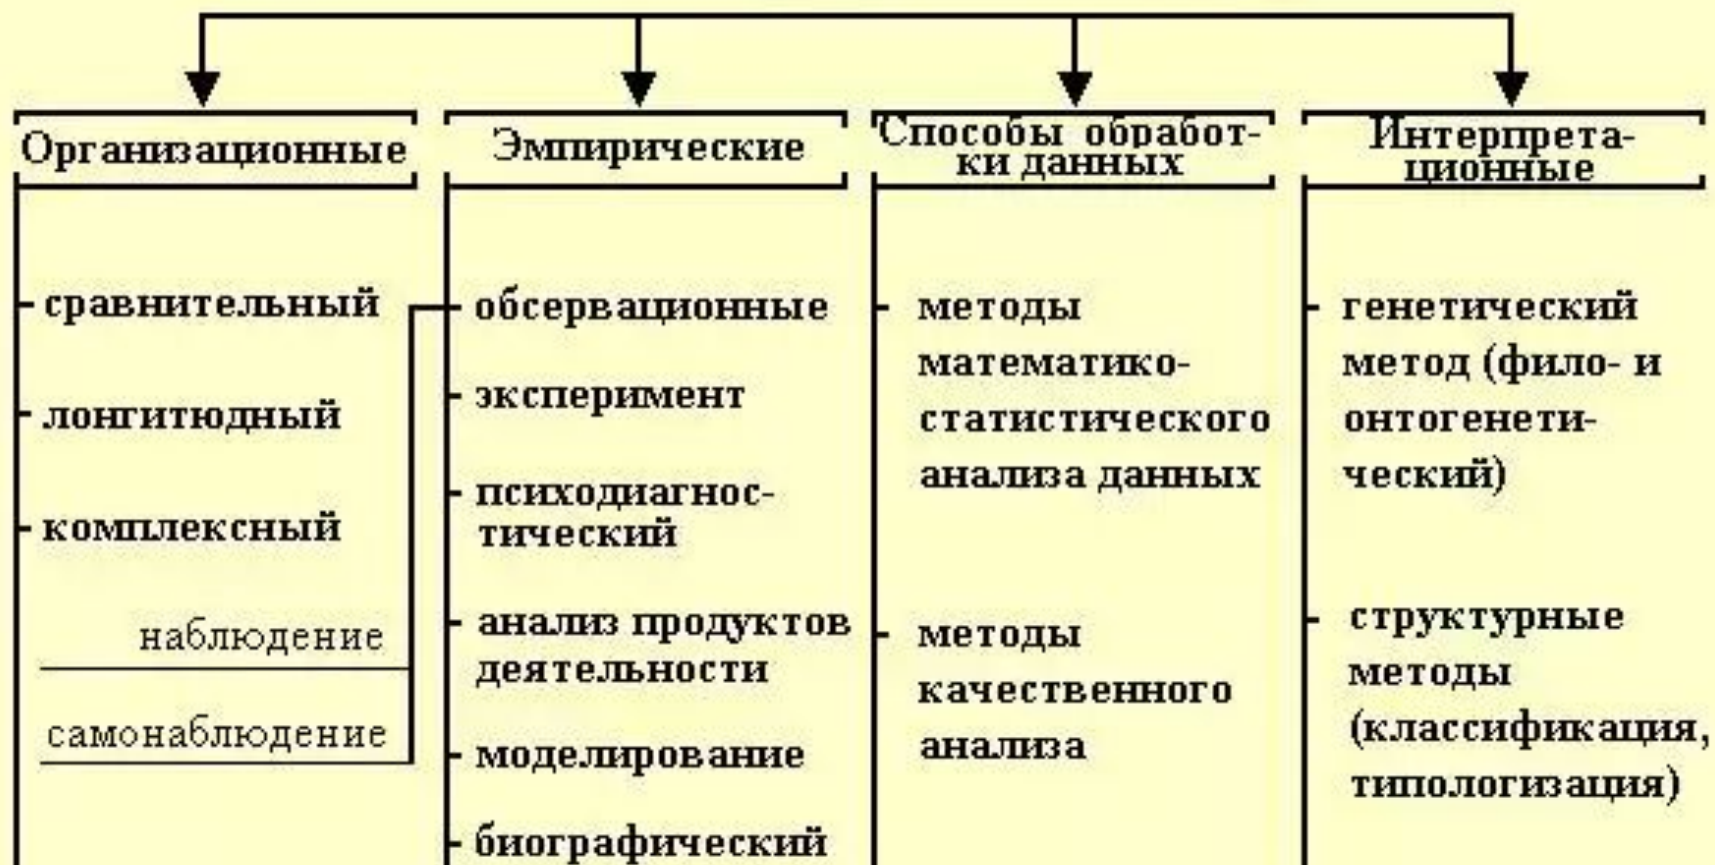 Организационные
сравнительный
лонгитюдный
комплексный
наблюдение
самонаблюдение
Эмпирические
обсервационные
эксперимент
психодиагнос-
тический
анализ продуктов
деятельности
моделирование
биографический
Способы обработ-
ки данных
методы
математико-
статистического
анализа данных
методы
качественного
анализа
Интерпрета-
ционные
генетический
метод (фило- и
онтогенети-
ческий)
структурные
методы
(классификация,
типологизация)